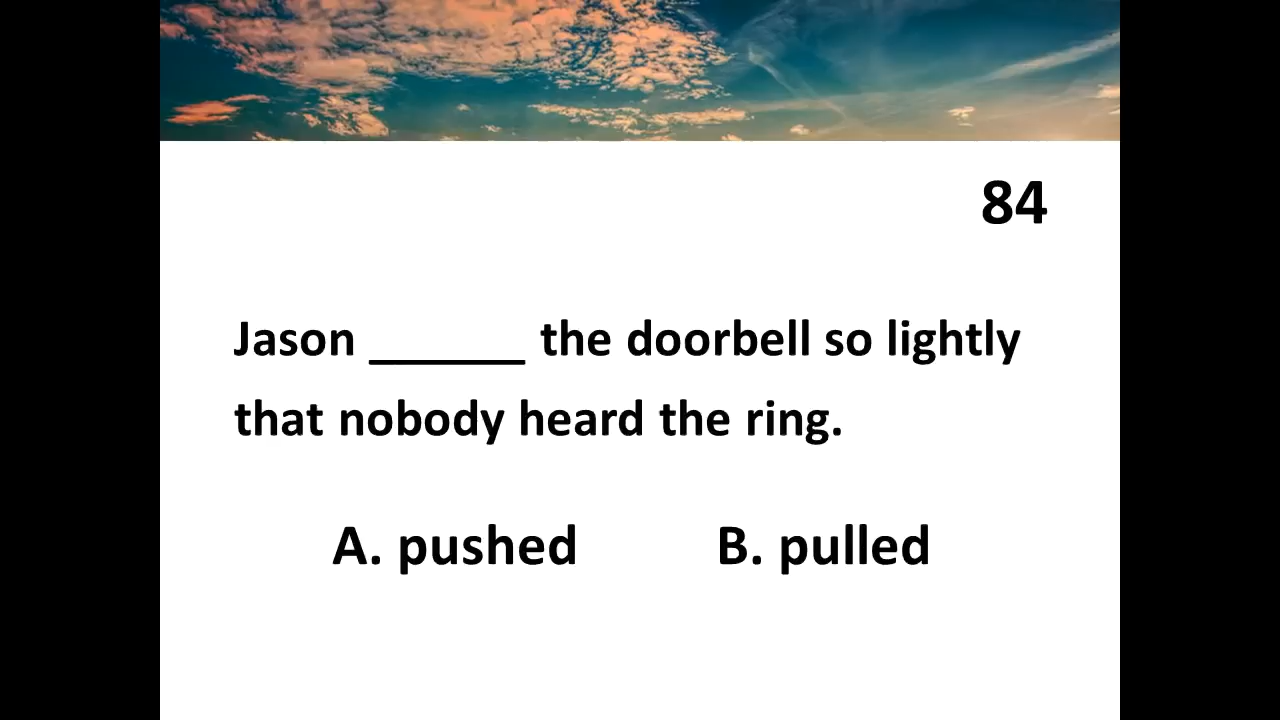 84
Jason ______ the doorbell so lightly
that nobody heard the ring.
A. pushed B. pulled